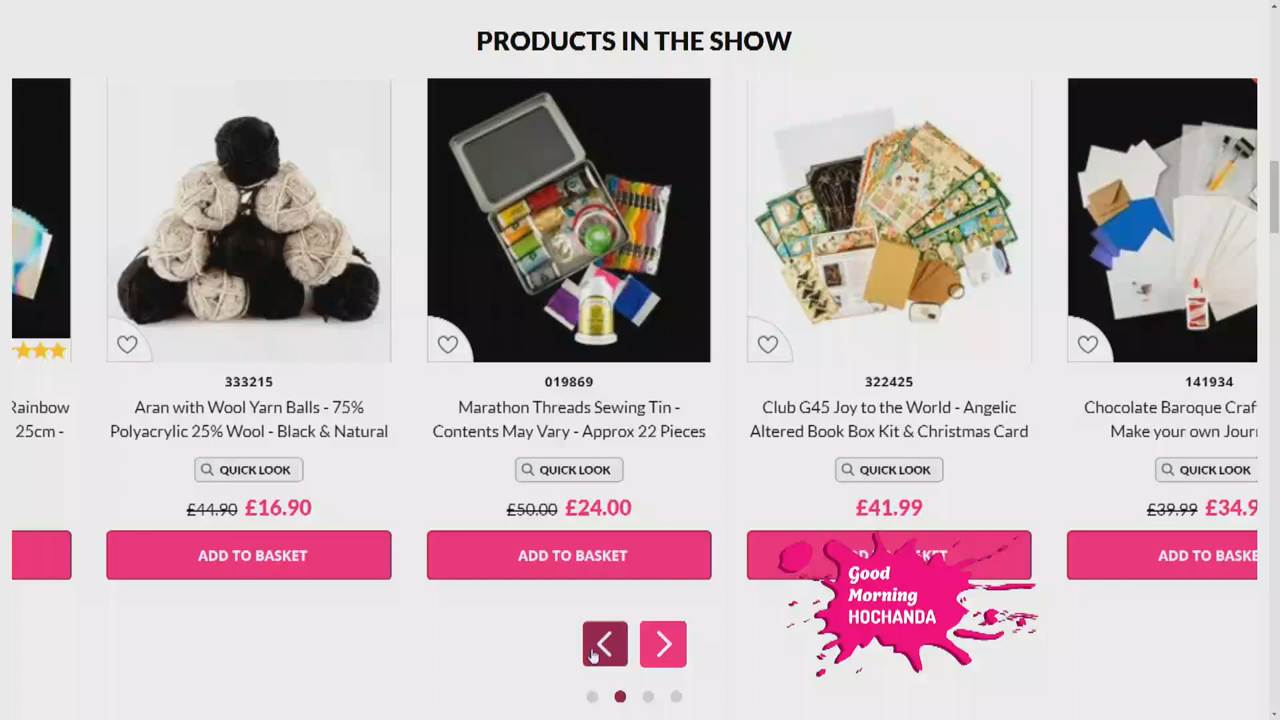 PRODUCTS IN THE SHOW
333215
Aran with Wool Yarn Balls - 75%
Polyacrylic 25% Wool - Black & Natural
QUICK LOOK
£44.90 £16.90
ADD TO BASKET
019869
Marathon Threads Sewing Tin -
Contents May Vary - Approx 22 Pieces
QUICK LOOK
£50.00 £24.00
ADD TO BASKET
322425
Club G45 Joy to the World - Angelic
Altered Book Box Kit & Christmas Card
QUICK LOOK
£41.99
141934
Chocolate Baroque Craf
Make your own Jour
QUICK LOOK
£39.99 £34.9
ADD TO BASKE
Rainbow
25cm -
Good
Morning
HOCHANDA